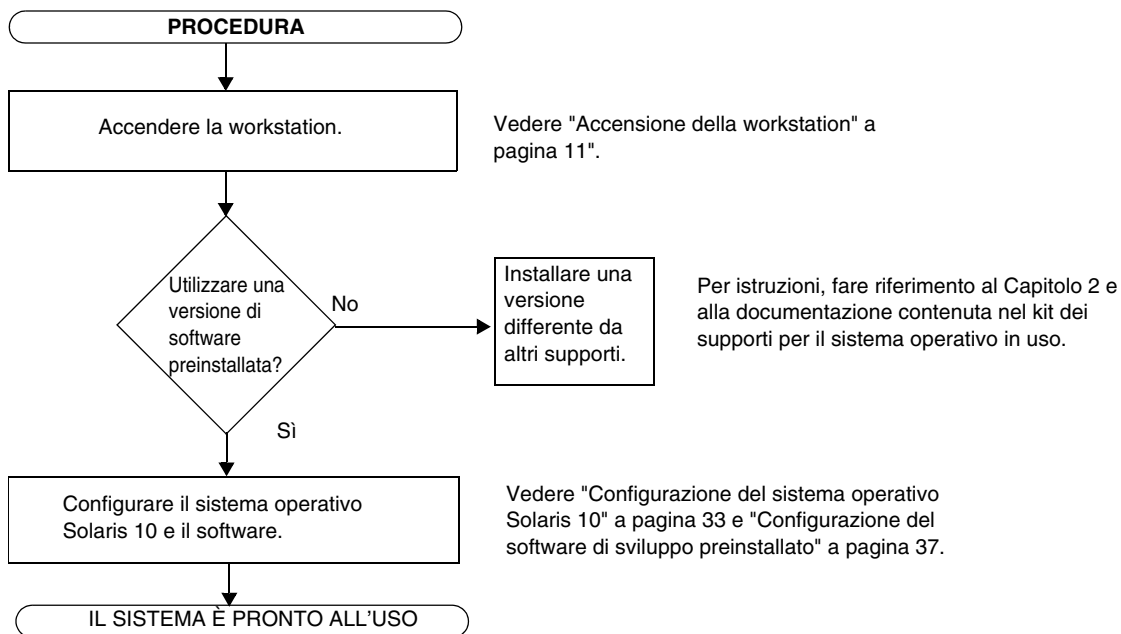 PROCEDURA
Accendere la workstation.
Vedere "Accensione della workstation" a
pagina 11".
Utilizzare una
versione di
software
preinstallata?
No
Installare una
versione
differente da
altri supporti.
Per istruzioni, fare riferimento al Capitolo 2 e
alla documentazione contenuta nel kit dei
supporti per il sistema operativo in uso.
Sì
Configurare il sistema operativo
Solaris 10 e il software.
Vedere "Configurazione del sistema operativo
Solaris 10" a pagina 33 e "Configurazione del
software di sviluppo preinstallato" a pagina 37.
IL SISTEMA È PRONTO ALL'USO